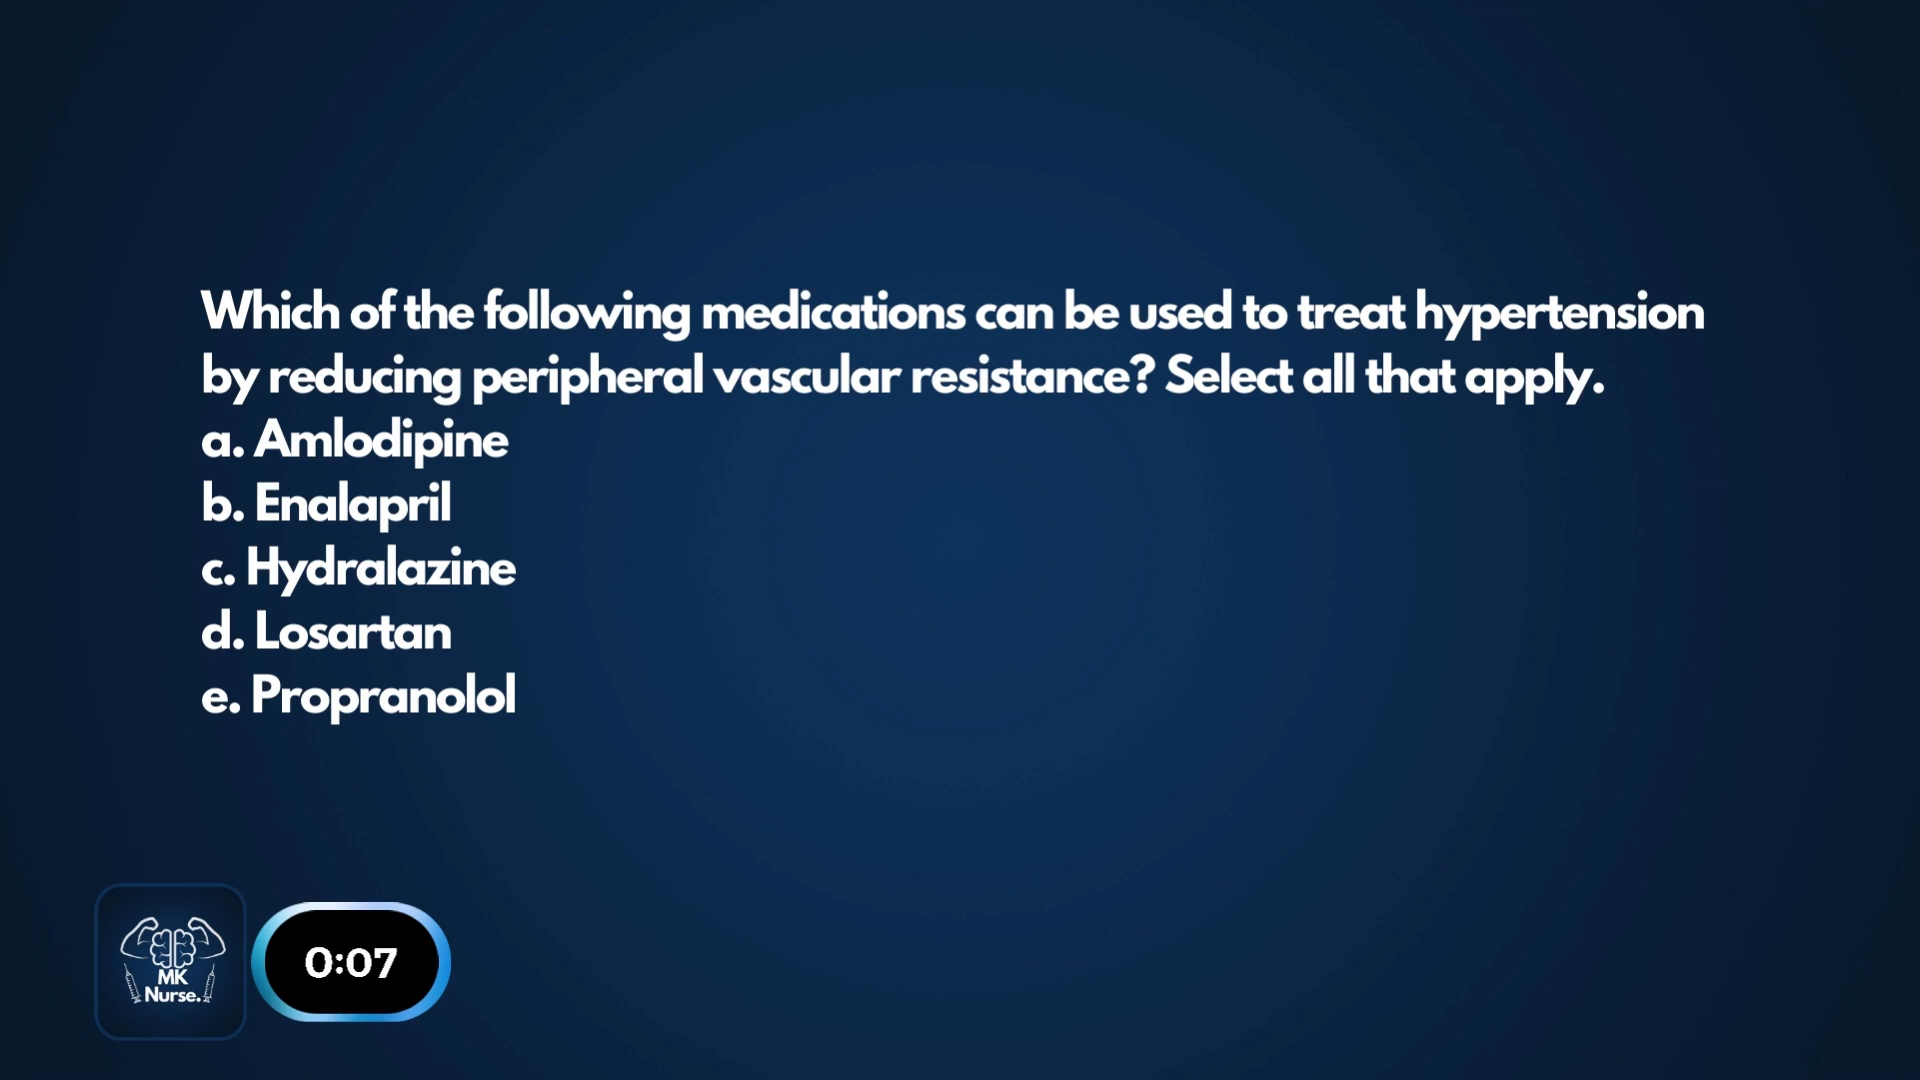 Which of the following medications can be used to treat hypertension
by reducing peripheral vascular resistance? Select all that apply.
a. Amlodipine
b. Enalapril
c. Hydralazine
d. Losartan
e. Propranolol
MK
Nurse.
0:07